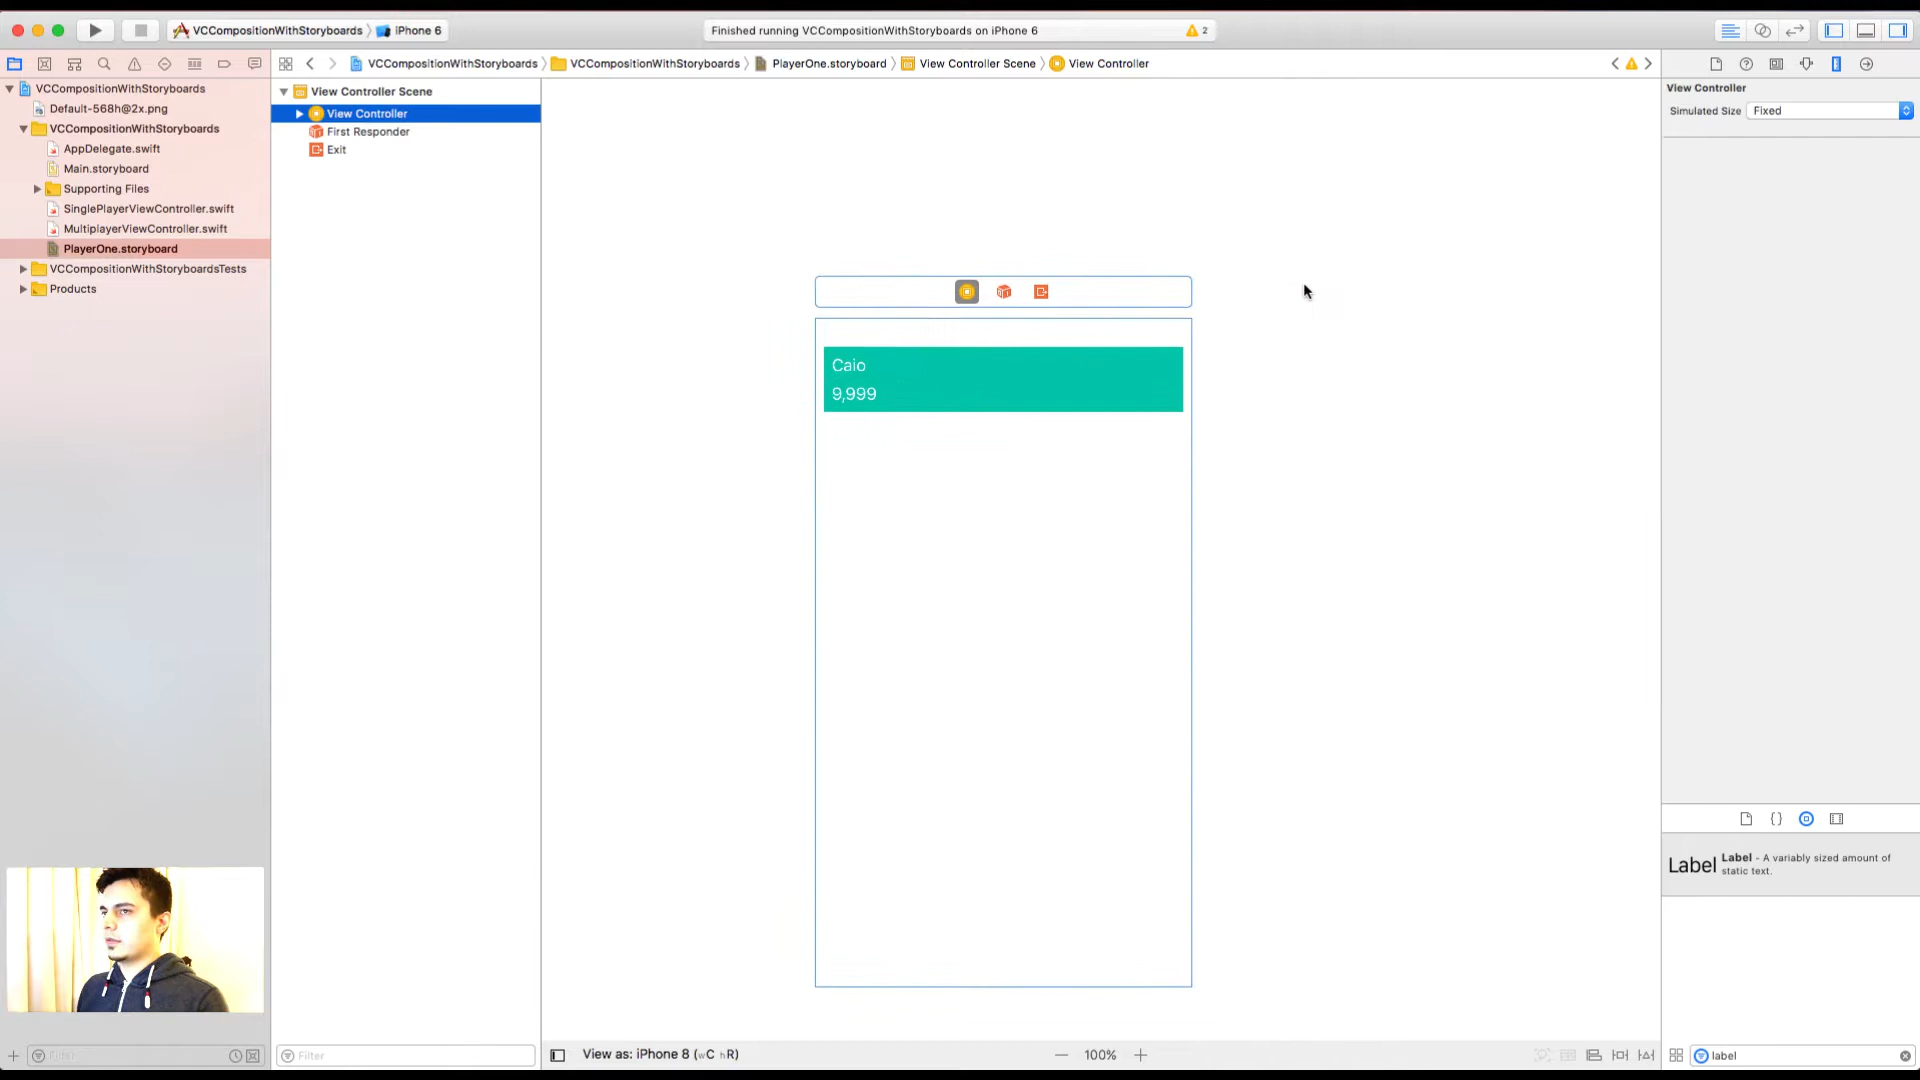 VCCompositionWithStoryboards
iPhone 6
Finished running VCCompositionWithStoryboards on iPhone 6
2
VCCompositionWithStoryboards
VCCompositionWithStoryboards
PlayerOne.storyboard
View Controller Scene
View Controller
VCCompositionWithStoryboards
Default-568h@2x.png
VCCompositionWithStoryboards
AppDelegate.swift
Main.storyboard
Supporting Files
SinglePlayerViewController.swift
MultiplayerViewController.swift
PlayerOne.storyboard
VCCompositionWithStoryboardsTests
Products
Filter
View Controller Scene
View Controller
First Responder
Exit
Filter
Caio
9,999
View as: iPhone 8 (wC hR)
100%
View Controller
Simulated Size
Fixed
{}
Label
Label - A variably sized amount of
static text.
label